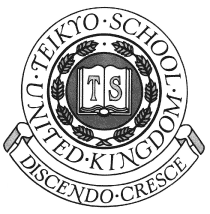 · TEIKYO · SCHOOL · UNITED · KINGDOM
TS
DISCENDO · CRESCE